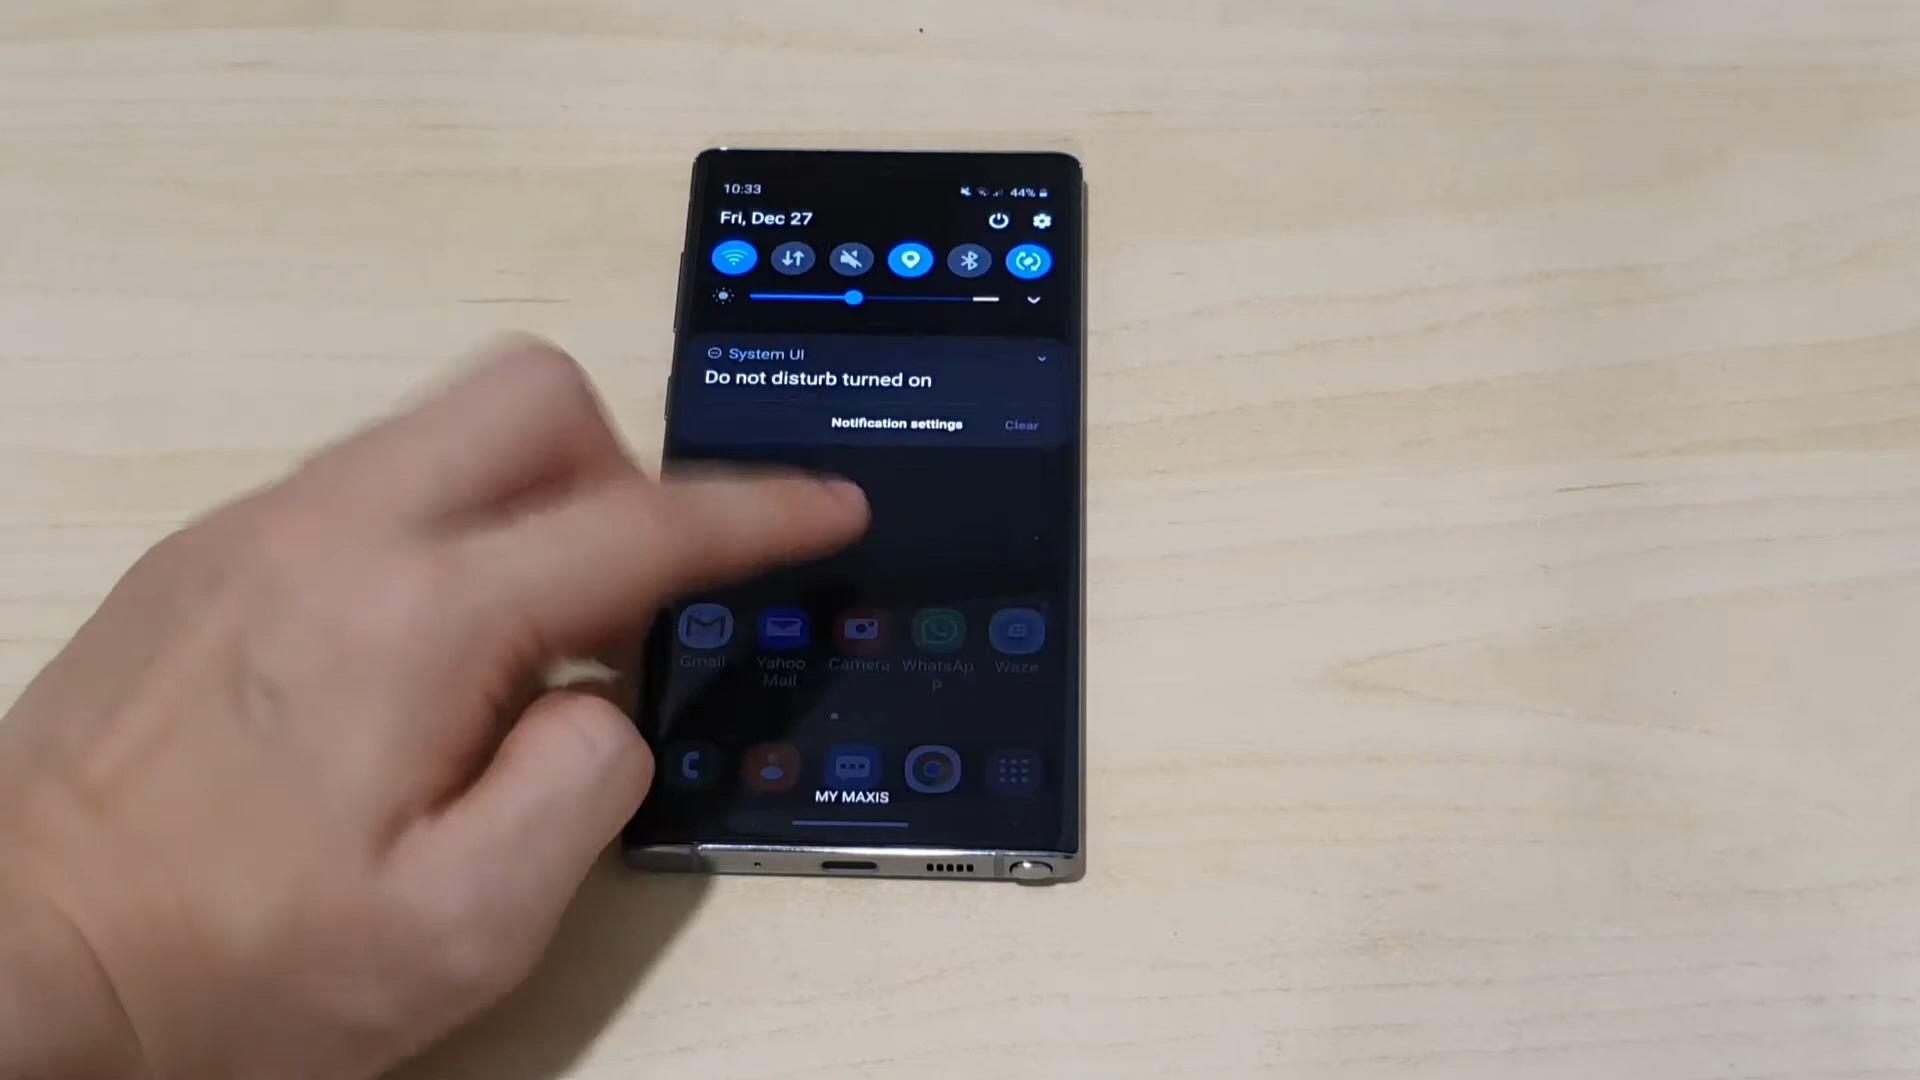 10:33
44%
Fri, Dec 27
System UI
Do not disturb turned on
Notification settings
Clear
Gmail
Yahoo
Mail
Camera
WhatsAp
p
Waze
MY MAXIS